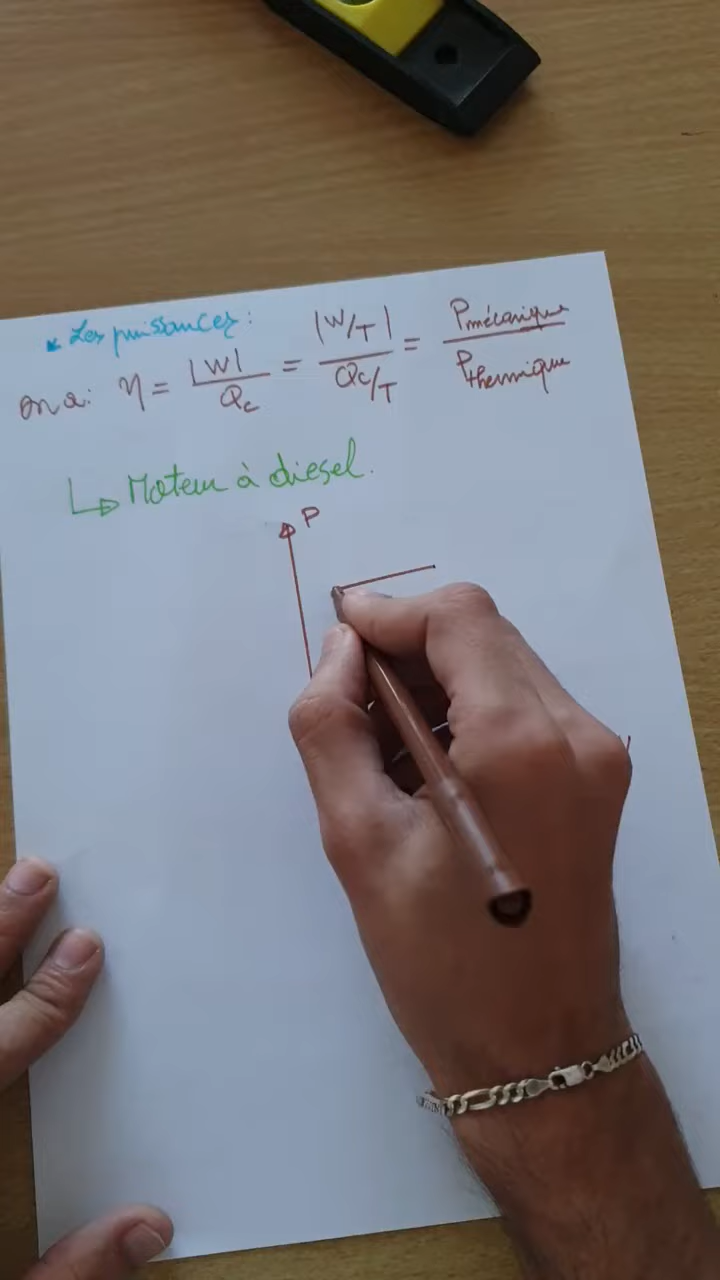 Les puissances:
on a: η = |W| / Qc = |W/T| / Qc/T = Pmécanique / Pthermique
↳ Moteur à diesel.
P
V